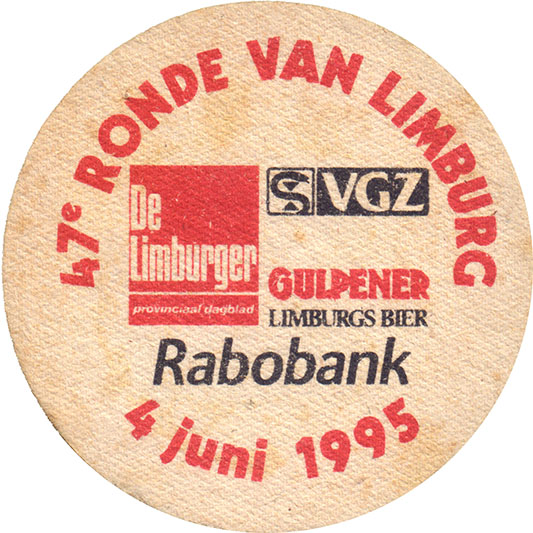 47e RONDE VAN LIMBURG
De
Limburger
provinciaal dagblad
VGZ
GULPENER
LIMBURGS BIER
Rabobank
4 juni 1995